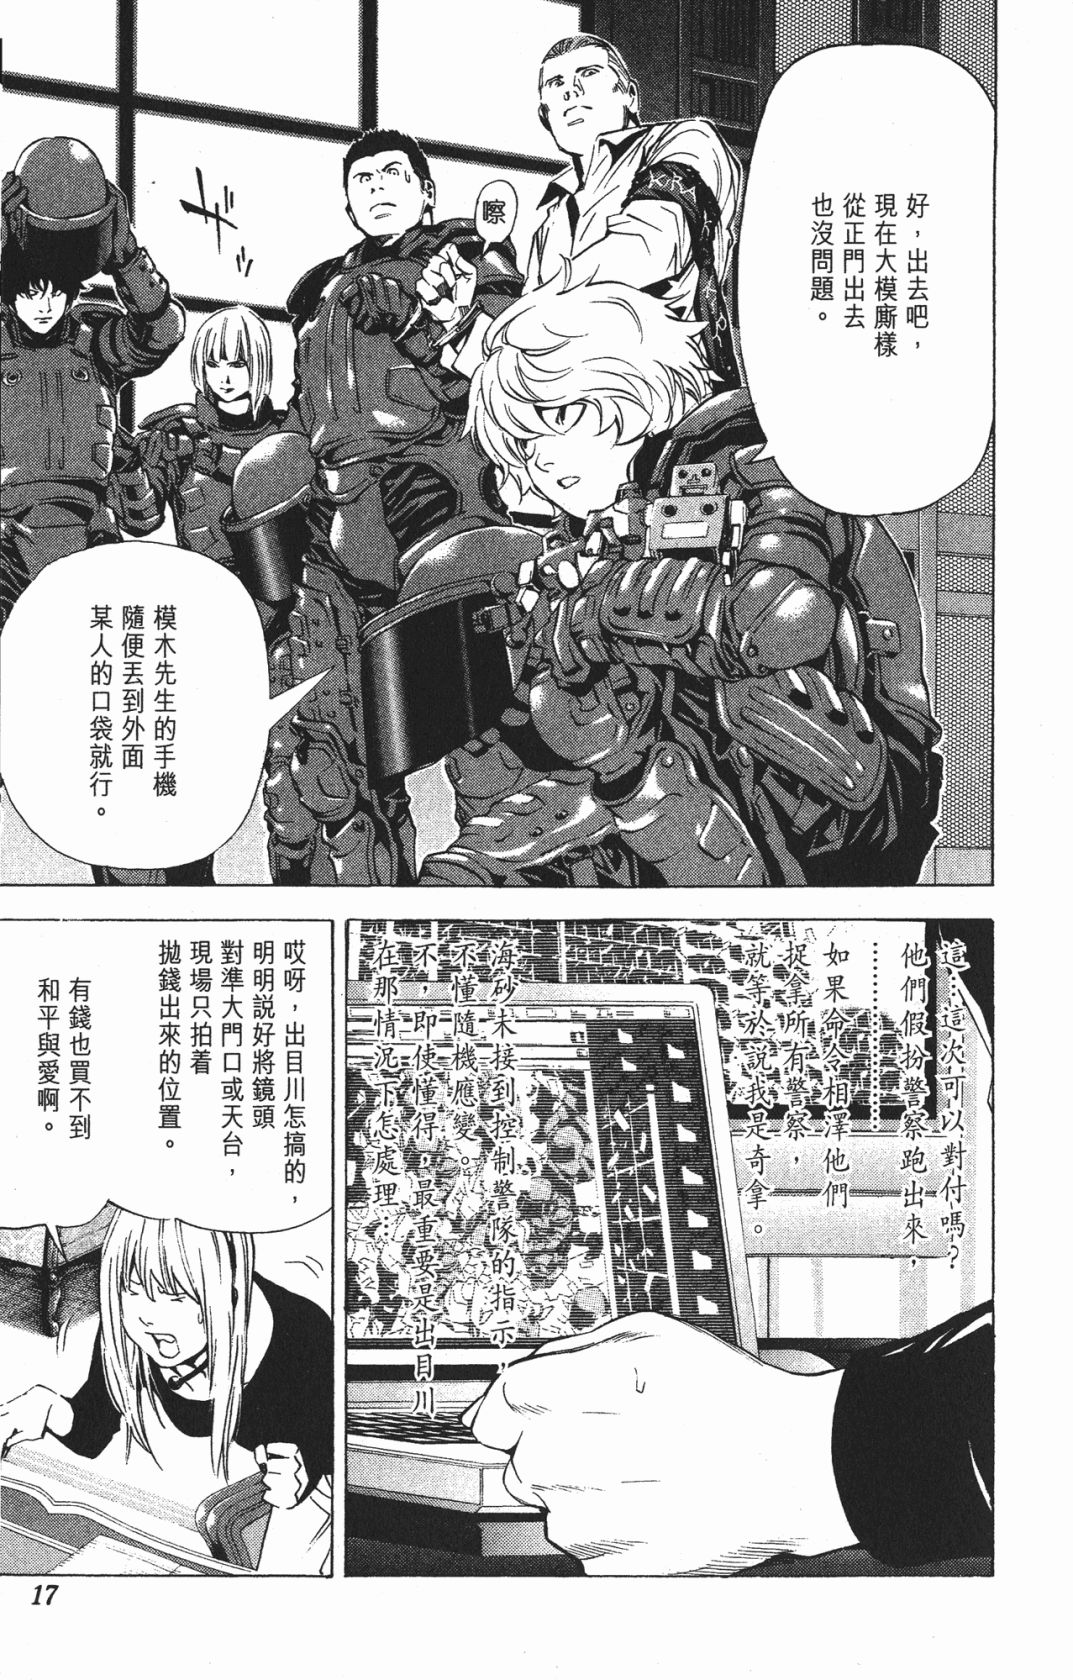 好，出去吧，
現在大模廝樣
從正門出去
也沒問題。
嚓
KRA
模木先生的手機
隨便丟到外面
某人的口袋就行。
這…這次可以對付嗎？
他們假扮警察跑出來，
………………
如果命令相澤他們
捉拿所有警察，
就等於說我是奇拿。
海砂未接到控制警隊的指示，
不懂隨機應變。
不，即使懂得，最重要是出目川
在那情況下怎處理…
哎呀，出目川怎搞的，
明明説好將鏡頭
對準大門口或天台，
現場只拍着
拋錢出來的位置。
有錢也買不到
和平與愛啊。
17